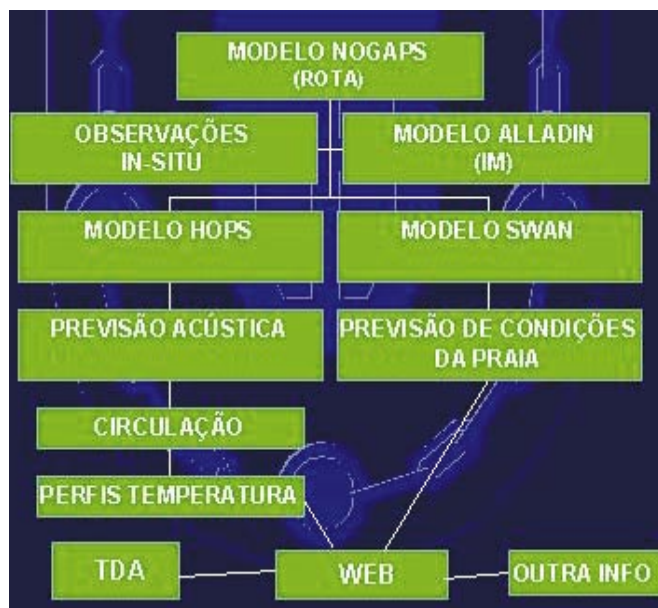 MODELO NOGAPS
(ROTA)
OBSERVAÇÕES
IN-SITU
MODELO ALLADIN
(IM)
MODELO HOPS
MODELO SWAN
PREVISÃO ACÚSTICA
PREVISÃO DE CONDIÇÕES
DA PRAIA
CIRCULAÇÃO
PERFIS TEMPERATURA
TDA
WEB
OUTRA INFO